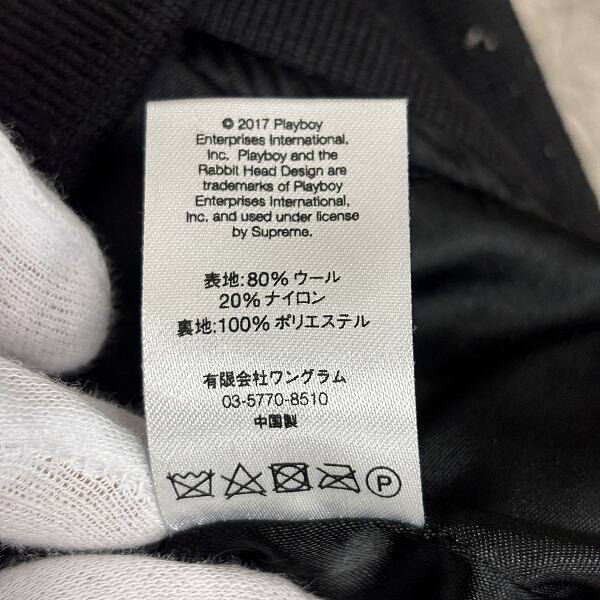 © 2017 Playboy
Enterprises International,
Inc. Playboy and the
Rabbit Head Design are
trademarks of Playboy
Enterprises International,
Inc. and used under license
by Supreme.
表地:80% ウール
20% ナイロン
裏地:100% ポリエステル
有限会社ワングラム
03-5770-8510
中国製
P